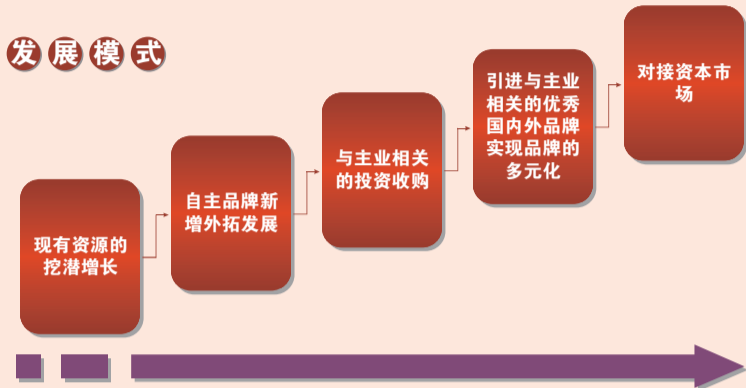 发展模式
现有资源的
挖潜增长
自主品牌新
增外拓发展
与主业相关
的投资收购
引进与主业
相关的优秀
国内外品牌
实现品牌的
多元化
对接资本市
场